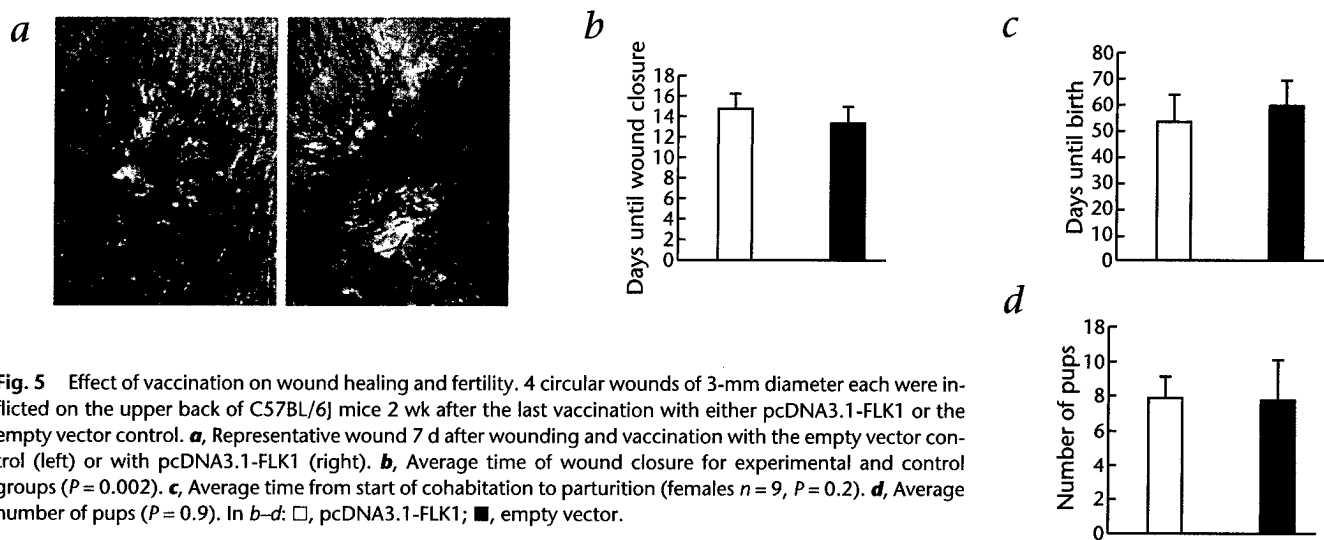 a
b
Days until wound closure
18
16
14
12
10
8
6
4
2
0
c
Days until birth
80
70
60
50
40
30
20
10
0
d
Number of pups
18
10
8
6
4
2
0
Fig. 5 Effect of vaccination on wound healing and fertility. 4 circular wounds of 3-mm diameter each were in-
flicted on the upper back of C57BL/6J mice 2 wk after the last vaccination with either pcDNA3.1-FLK1 or the
empty vector control. a, Representative wound 7 d after wounding and vaccination with the empty vector con-
trol (left) or with pcDNA3.1-FLK1 (right). b, Average time of wound closure for experimental and control
groups (P = 0.002). c, Average time from start of cohabitation to parturition (females n = 9, P = 0.2). d, Average
number of pups (P = 0.9). In b–d: □, pcDNA3.1-FLK1; ■, empty vector.